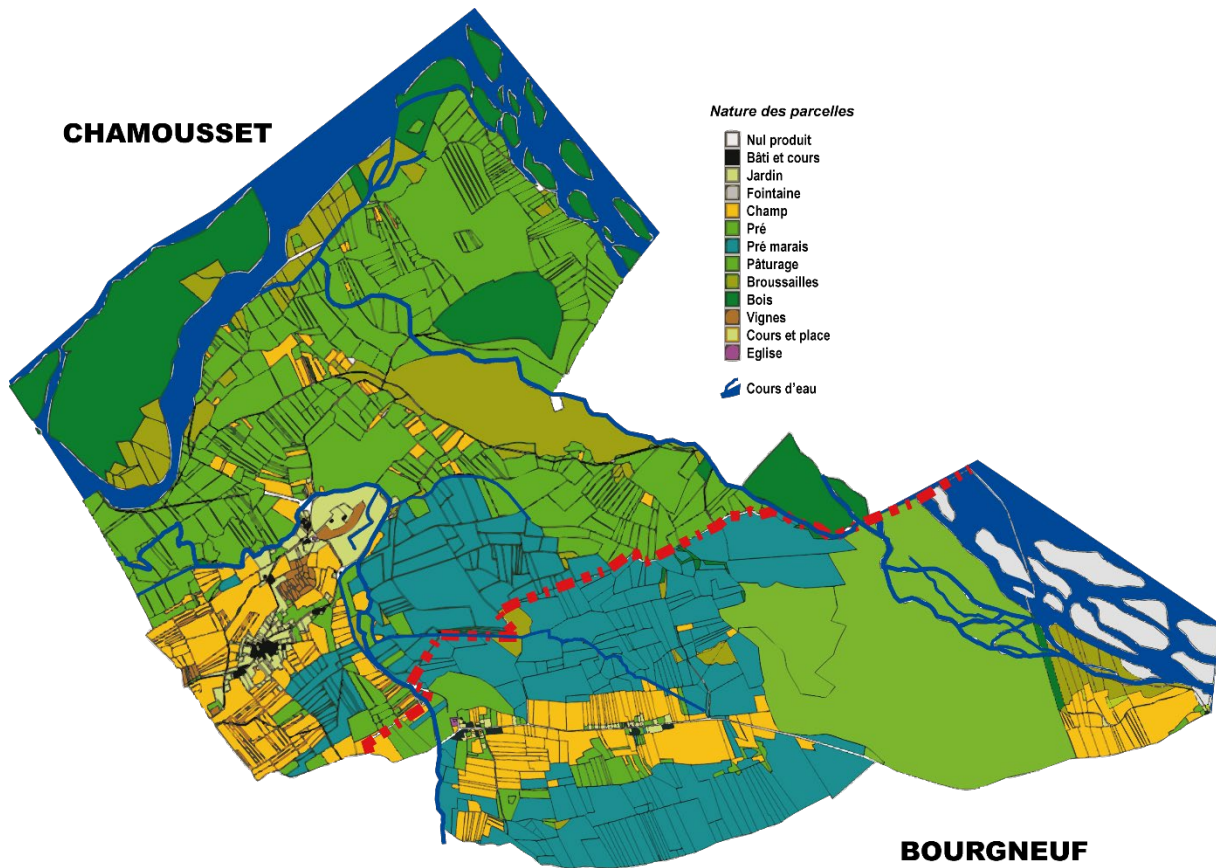 CHAMOUSSET
Nature des parcelles
Nul produit
Bâti et cours
Jardin
Fointaine
Champ
Pré
Pré marais
Pâturage
Broussailles
Bois
Vignes
Cours et place
Eglise
Cours d'eau
BOURGNEUF